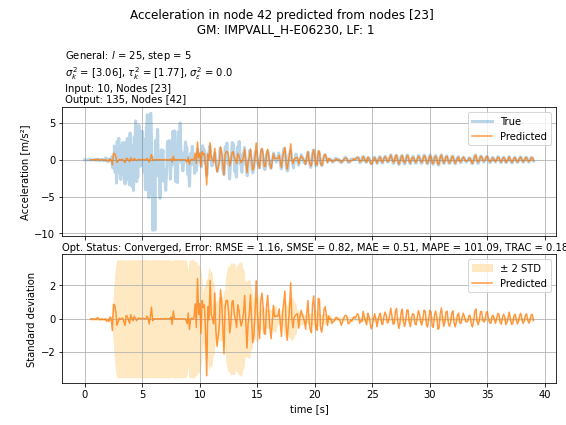 Acceleration in node 42 predicted from nodes [23]
GM: IMPVALL_H-E06230, LF: 1
General: l = 25, step = 5
σ²ₖ = [3.06], τ²ₖ = [1.77], σ²ε = 0.0
Input: 10, Nodes [23]
Output: 135, Nodes [42]
Acceleration [m/s²]
5
0
−5
−10
True
Predicted
Opt. Status: Converged, Error: RMSE = 1.16, SMSE = 0.82, MAE = 0.51, MAPE = 101.09, TRAC = 0.18
Standard deviation
2
0
−2
± 2 STD
Predicted
0 5 10 15 20 25 30 35 40
time [s]